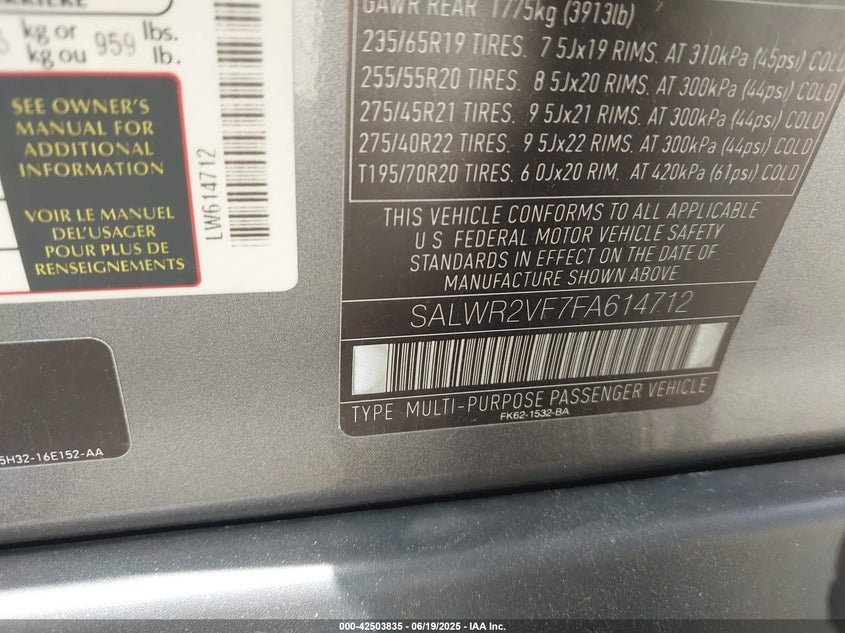 kg or 959 lbs.
kg ou lb.
SEE OWNER'S
MANUAL FOR
ADDITIONAL
INFORMATION
VOIR LE MANUEL
DEL'USAGER
POUR PLUS DE
RENSEIGNEMENTS
LW614712
5H32-16E152-AA
GAWR REAR 1775kg (3913lb)
235/65R19 TIRES. 7 5Jx19 RIMS. AT 310kPa (45psi) COLD
255/55R20 TIRES. 8 5Jx20 RIMS. AT 300kPa (44psi) COLD
275/45R21 TIRES. 9 5Jx21 RIMS. AT 300kPa (44psi) COLD
275/40R22 TIRES. 9 5Jx22 RIMS. AT 300kPa (44psi) COLD
T195/70R20 TIRES. 6 0Jx20 RIM. AT 420kPa (61psi) COLD
THIS VEHICLE CONFORMS TO ALL APPLICABLE
U S FEDERAL MOTOR VEHICLE SAFETY
STANDARDS IN EFFECT ON THE DATE OF
MANUFACTURE SHOWN ABOVE
SALWR2VF7FA614712
TYPE MULTI-PURPOSE PASSENGER VEHICLE
FK62-1532-BA
000-42503835 - 06/19/2025 - IAA Inc.